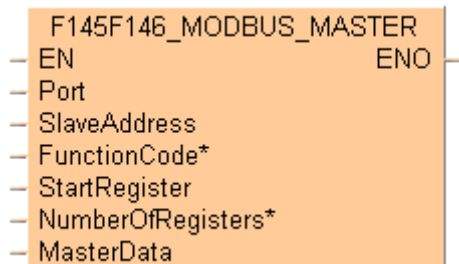 F145F146_MODBUS_MASTER
EN ENO
Port
SlaveAddress
FunctionCode*
StartRegister
NumberOfRegisters*
MasterData